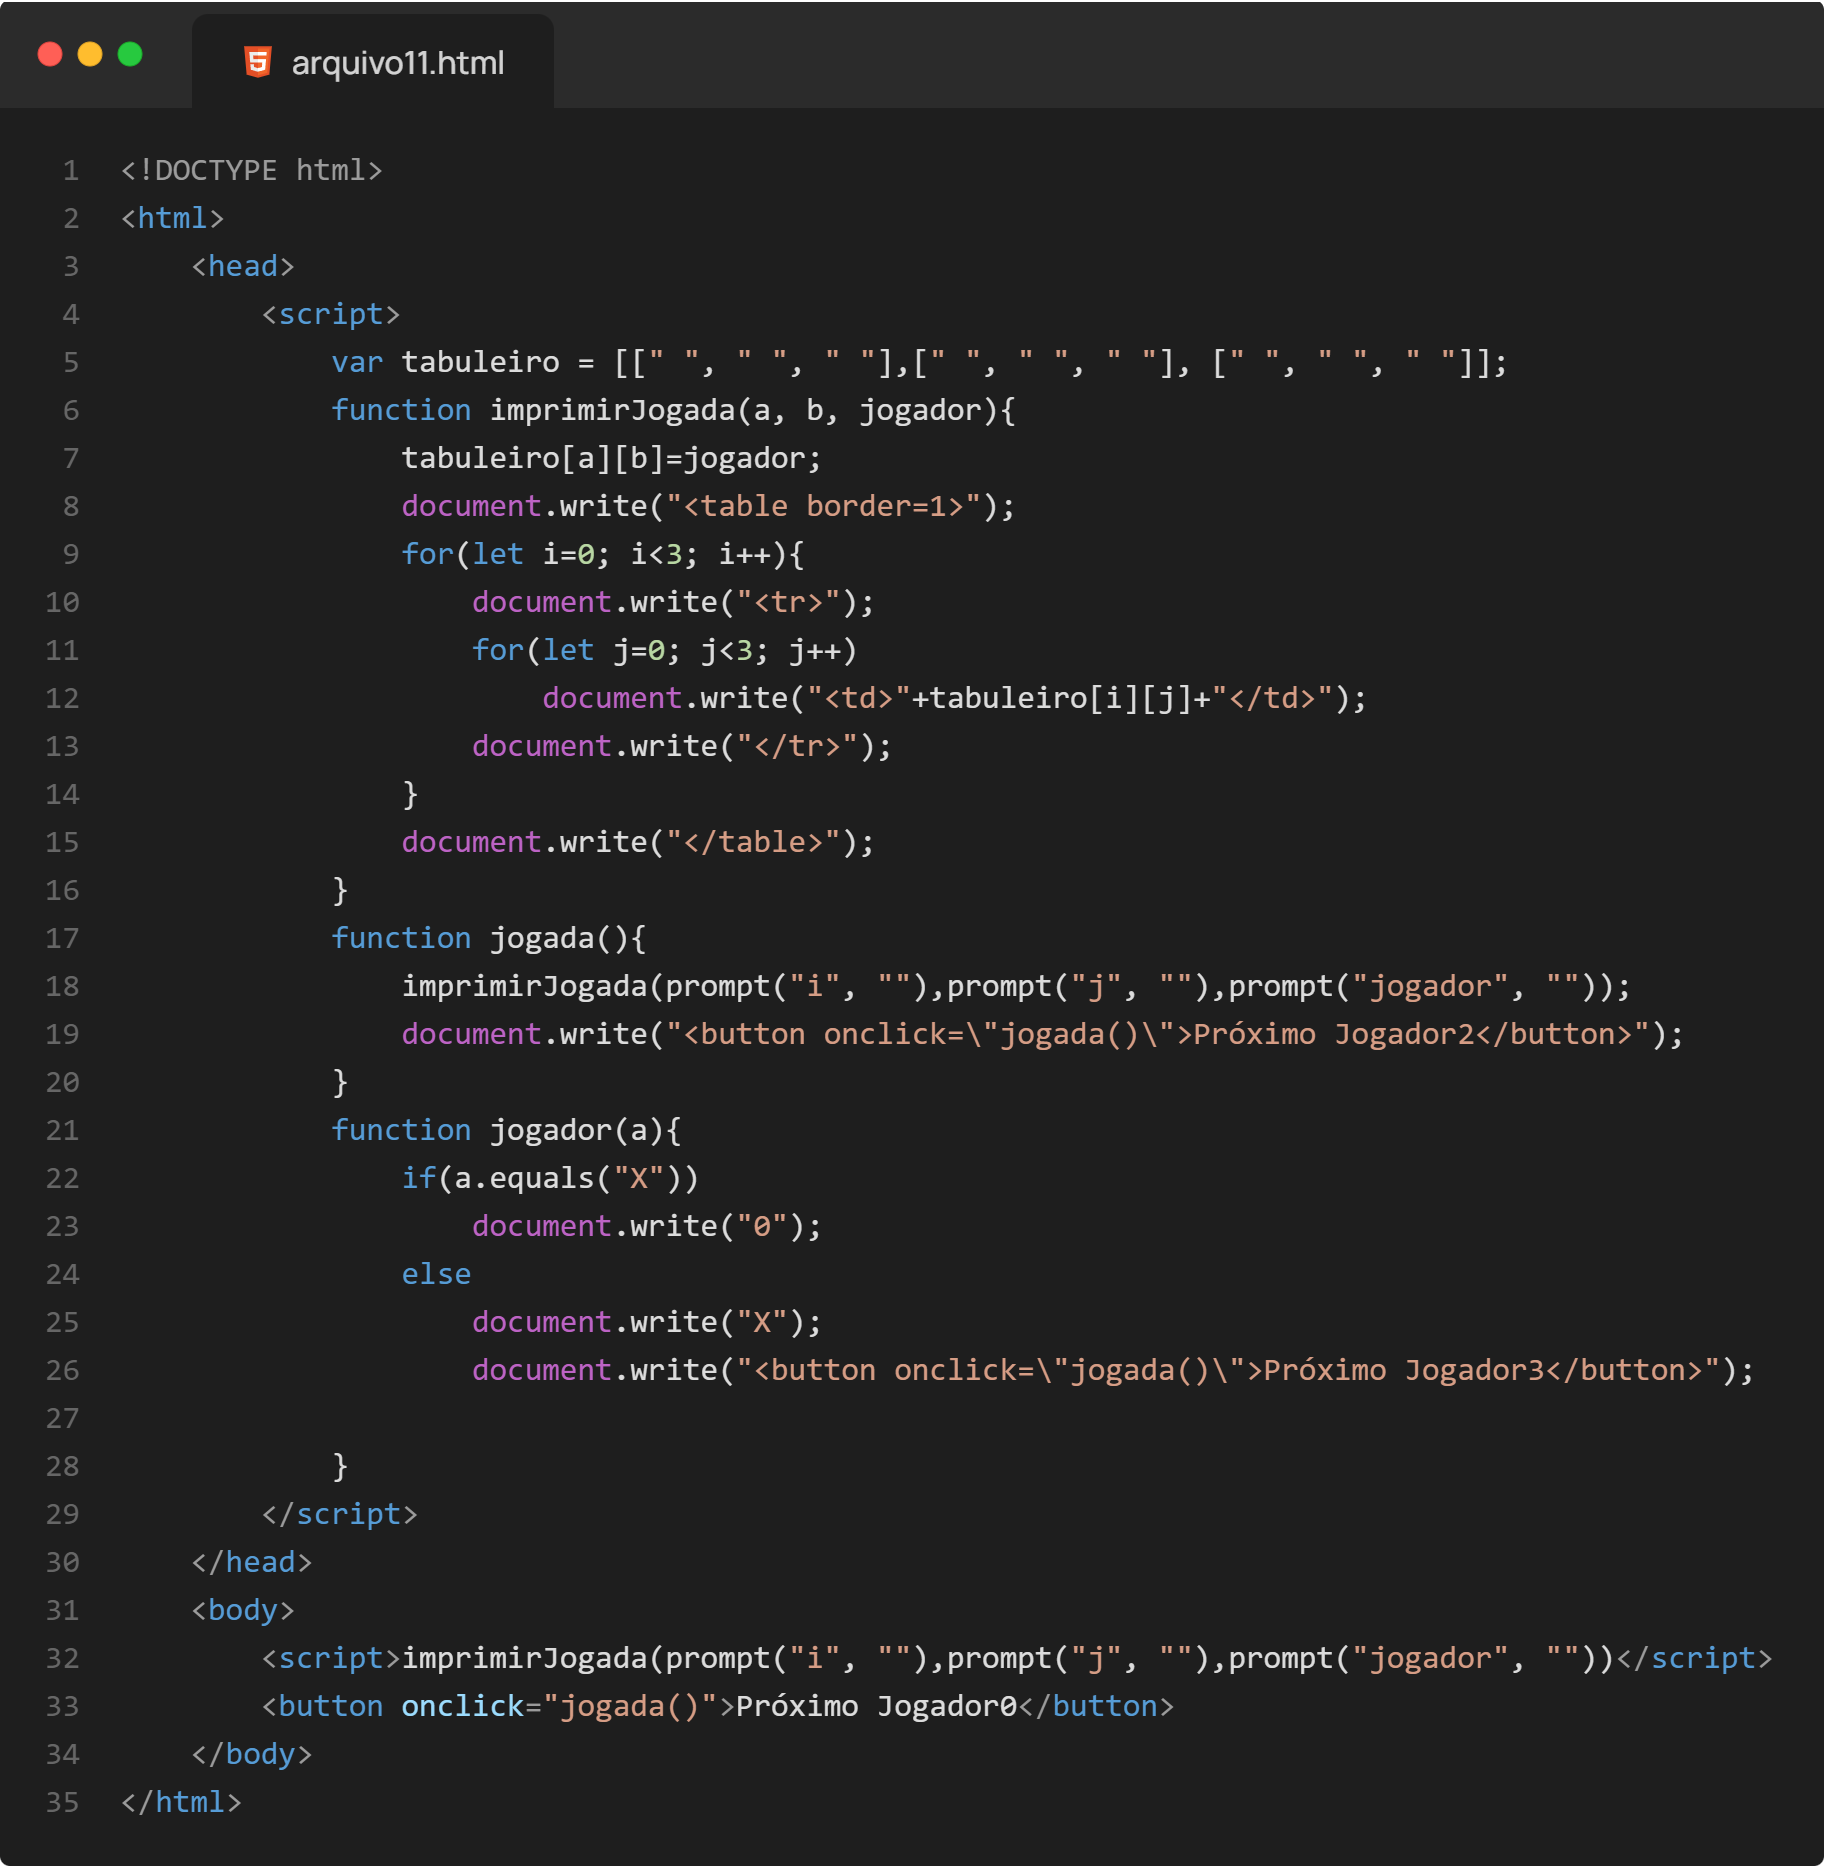 arquivo11.html
1 <!DOCTYPE html>
2 <html>
3     <head>
4         <script>
5             var tabuleiro = [[" ", " ", " "],[" ", " ", " "], [" ", " ", " "]];
6             function imprimirJogada(a, b, jogador){
7                 tabuleiro[a][b]=jogador;
8                 document.write("<table border=1>");
9                 for(let i=0; i<3; i++){
10                     document.write("<tr>");
11                     for(let j=0; j<3; j++)
12                         document.write("<td>"+tabuleiro[i][j]+"</td>");
13                     document.write("</tr>");
14                 }
15                 document.write("</table>");
16             }
17             function jogada(){
18                 imprimirJogada(prompt("i", ""),prompt("j", ""),prompt("jogador", ""));
19                 document.write("<button onclick=\"jogada()\">Próximo Jogador2</button>");
20             }
21             function jogador(a){
22                 if(a.equals("X"))
23                     document.write("0");
24                 else
25                     document.write("X");
26                     document.write("<button onclick=\"jogada()\">Próximo Jogador3</button>");
27
28             }
29         </script>
30     </head>
31     <body>
32         <script>imprimirJogada(prompt("i", ""),prompt("j", ""),prompt("jogador", ""))</script>
33         <button onclick="jogada()">Próximo Jogador0</button>
34     </body>
35 </html>